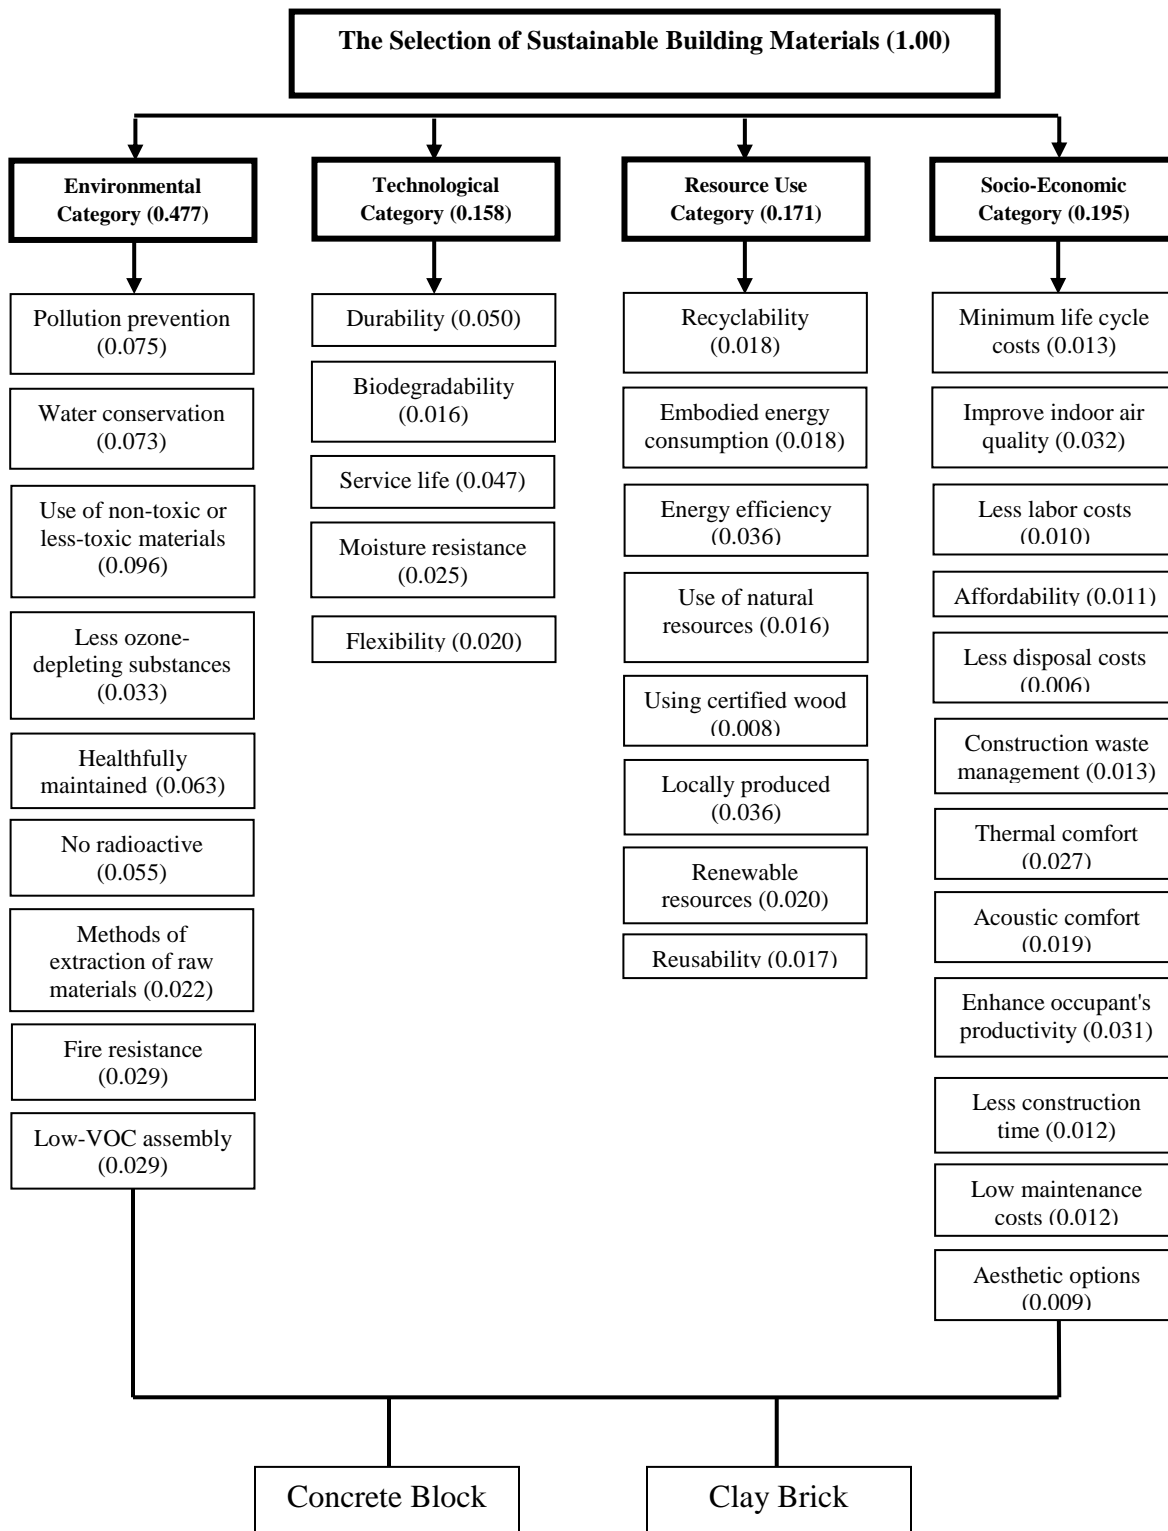 The Selection of Sustainable Building Materials (1.00)
Environmental
Category (0.477)
Technological
Category (0.158)
Resource Use
Category (0.171)
Socio-Economic
Category (0.195)
Pollution prevention
(0.075)
Water conservation
(0.073)
Use of non-toxic or
less-toxic materials
(0.096)
Less ozone-
depleting substances
(0.033)
Healthfully
maintained (0.063)
No radioactive
(0.055)
Methods of
extraction of raw
materials (0.022)
Fire resistance
(0.029)
Low-VOC assembly
(0.029)
Durability (0.050)
Biodegradability
(0.016)
Service life (0.047)
Moisture resistance
(0.025)
Flexibility (0.020)
Recyclability
(0.018)
Embodied energy
consumption (0.018)
Energy efficiency
(0.036)
Use of natural
resources (0.016)
Using certified wood
(0.008)
Locally produced
(0.036)
Renewable
resources (0.020)
Reusability (0.017)
Minimum life cycle
costs (0.013)
Improve indoor air
quality (0.032)
Less labor costs
(0.010)
Affordability (0.011)
Less disposal costs
(0.006)
Construction waste
management (0.013)
Thermal comfort
(0.027)
Acoustic comfort
(0.019)
Enhance occupant's
productivity (0.031)
Less construction
time (0.012)
Low maintenance
costs (0.012)
Aesthetic options
(0.009)
Concrete Block
Clay Brick